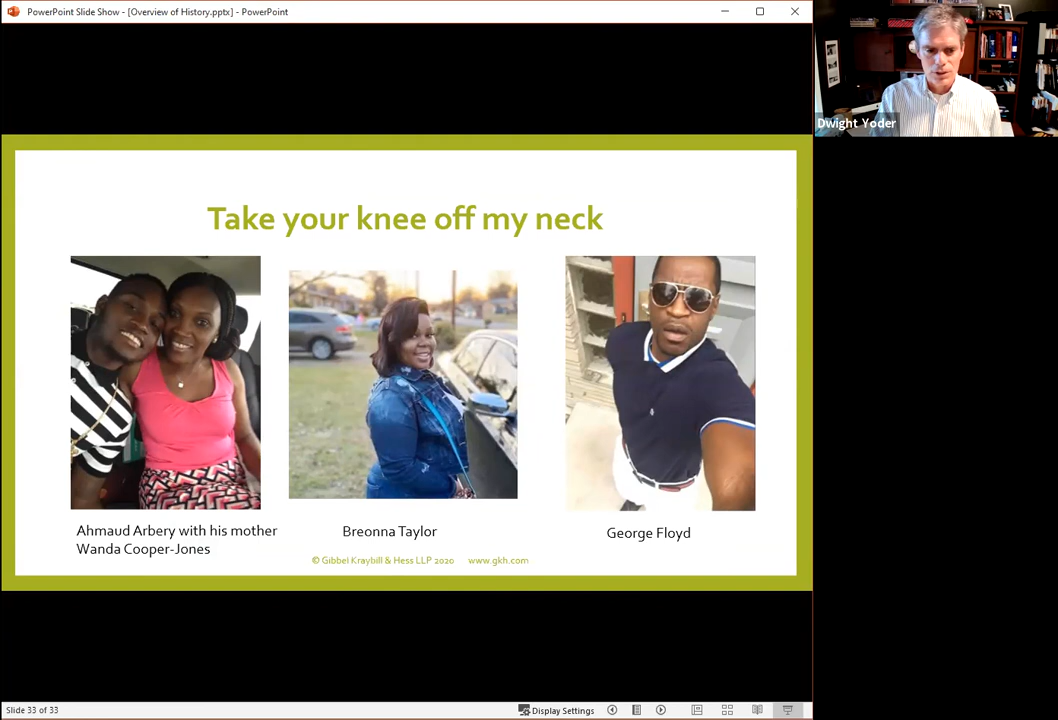 PowerPoint Slide Show - [Overview of History.pptx] - PowerPoint
Dwight Yoder
Take your knee off my neck
Ahmaud Arbery with his mother
Wanda Cooper-Jones
Breonna Taylor
George Floyd
© Gibbel Kraybill & Hess LLP 2020 www.gkh.com
Slide 33 of 33
Display Settings